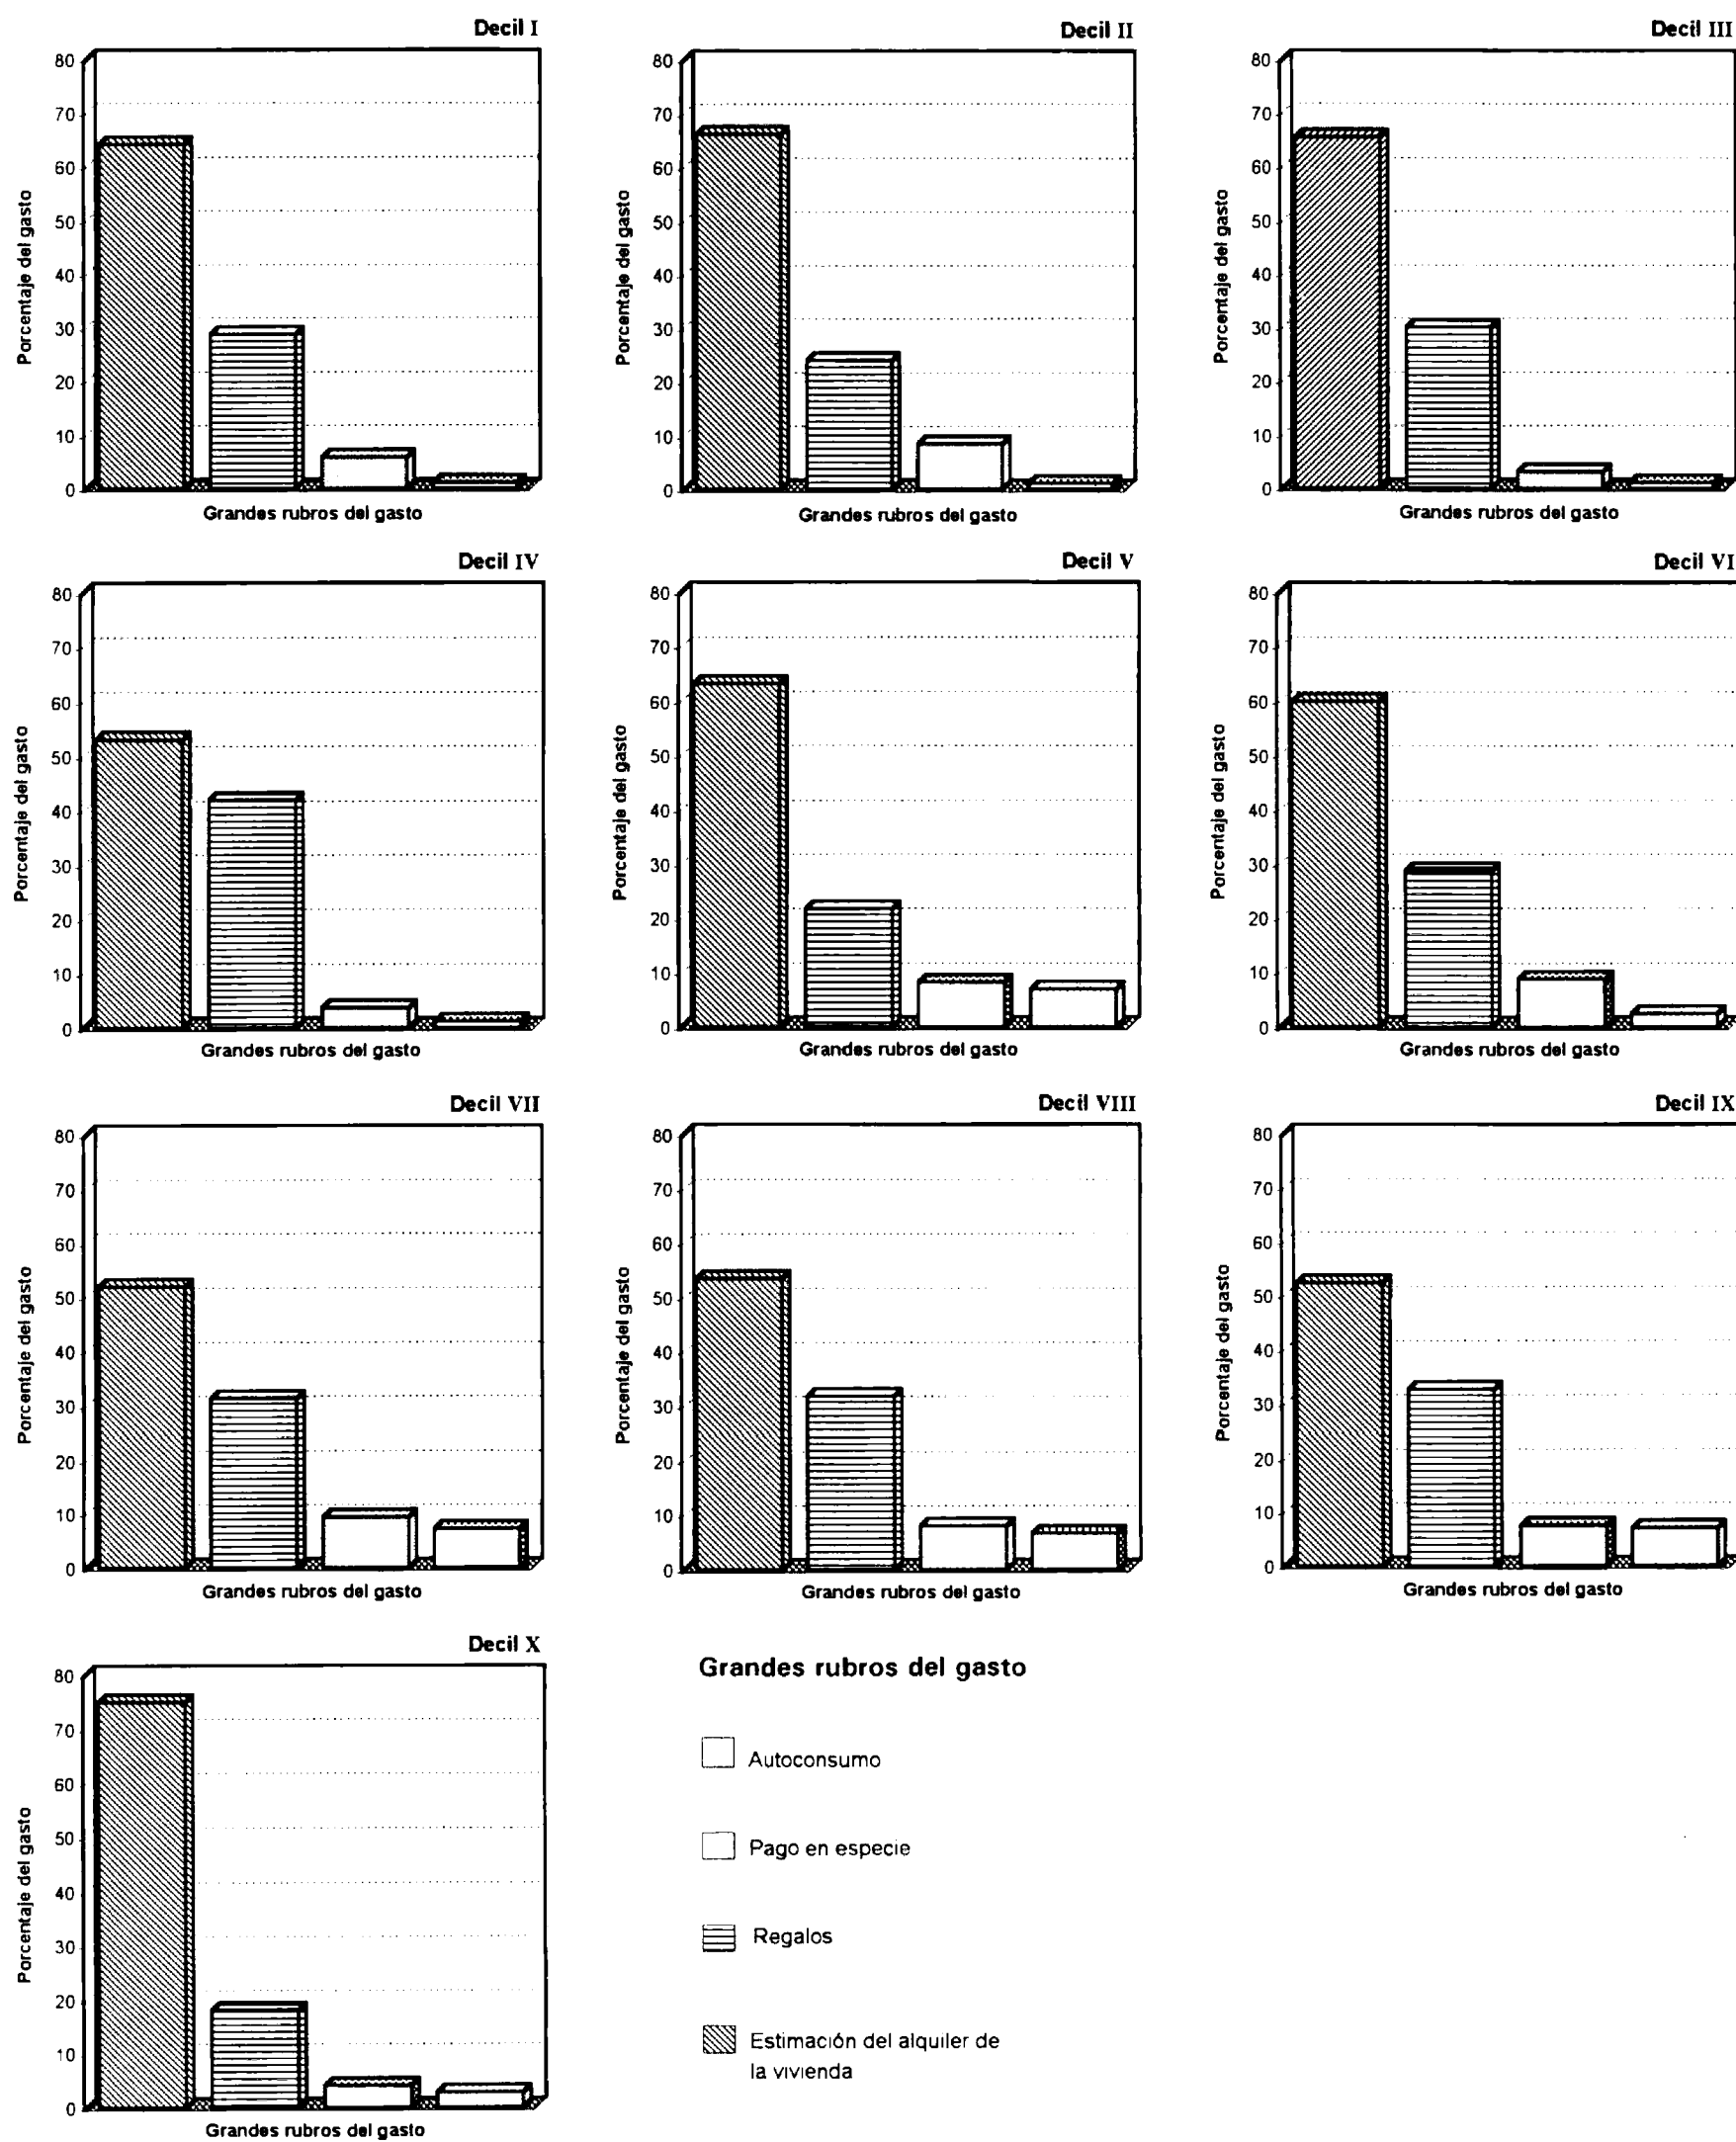 Decil I
80
70
60
50
40
30
20
10
0
Porcentaje del gasto
Grandes rubros del gasto
Decil II
80
70
60
50
40
30
20
10
0
Porcentaje del gasto
Grandes rubros del gasto
Decil III
80
70
60
50
40
30
20
10
0
Porcentaje del gasto
Grandes rubros del gasto
Decil IV
80
70
60
50
40
30
20
10
0
Porcentaje del gasto
Grandes rubros del gasto
Decil V
80
70
60
50
40
30
20
10
0
Porcentaje del gasto
Grandes rubros del gasto
Decil VI
80
70
60
50
40
30
20
10
0
Porcentaje del gasto
Grandes rubros del gasto
Decil VII
80
70
60
50
40
30
20
10
0
Porcentaje del gasto
Grandes rubros del gasto
Decil VIII
80
70
60
50
40
30
20
10
0
Porcentaje del gasto
Grandes rubros del gasto
Decil IX
80
70
60
50
40
30
20
10
0
Porcentaje del gasto
Grandes rubros del gasto
Decil X
80
70
60
50
40
30
20
10
0
Porcentaje del gasto
Grandes rubros del gasto
Grandes rubros del gasto
Autoconsumo
Pago en especie
Regalos
Estimación del alquiler de
la vivienda